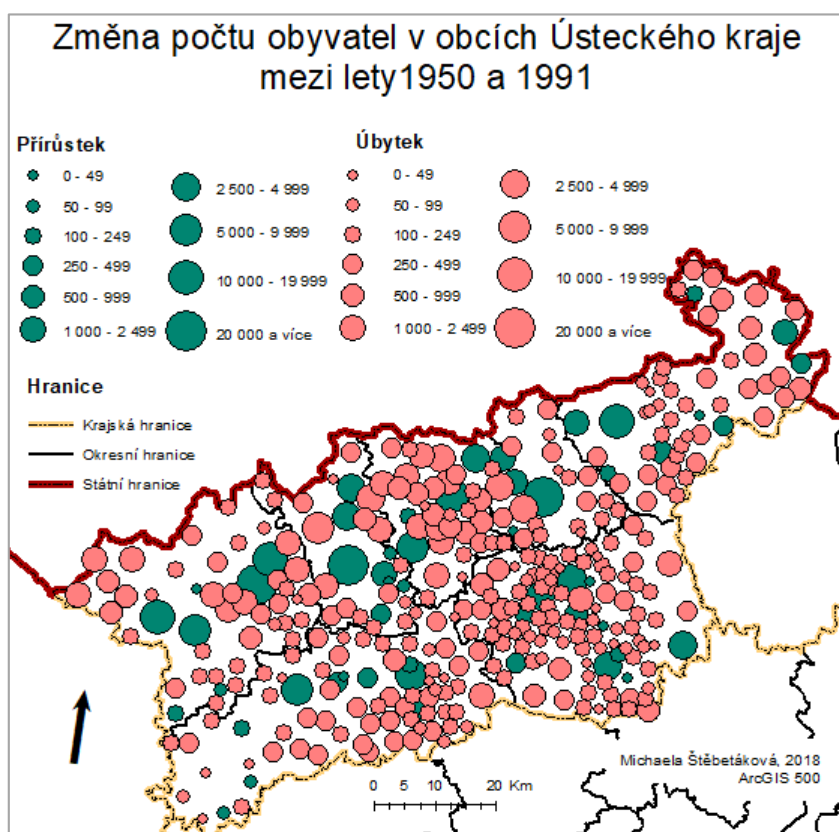 Změna počtu obyvatel v obcích Ústeckého kraje
mezi lety1950 a 1991
Přírůstek
0 - 49
50 - 99
100 - 249
250 - 499
500 - 999
1 000 - 2 499
2 500 - 4 999
5 000 - 9 999
10 000 - 19 999
20 000 a více
Úbytek
0 - 49
50 - 99
100 - 249
250 - 499
500 - 999
1 000 - 2 499
2 500 - 4 999
5 000 - 9 999
10 000 - 19 999
20 000 a více
Hranice
Krajská hranice
Okresní hranice
Státní hranice
Michaela Štěbetáková, 2018
ArcGIS 500
0 5 10 20 Km